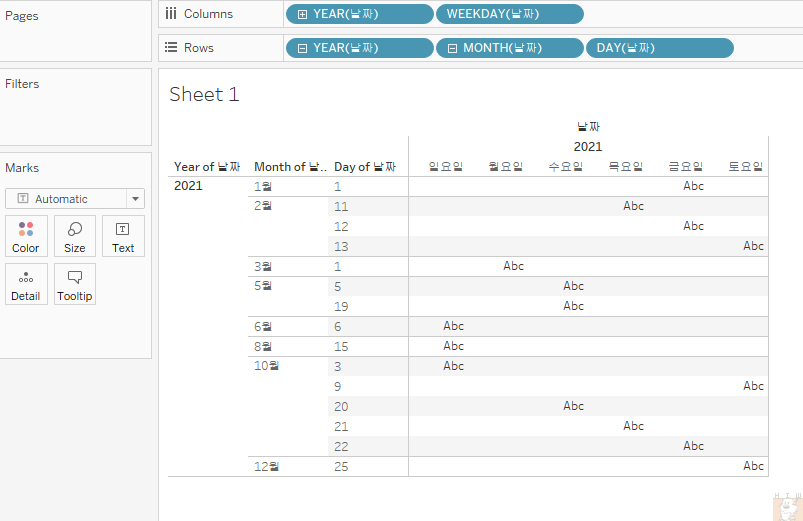 Pages
Columns
YEAR(날짜)
WEEKDAY(날짜)
Rows
YEAR(날짜)
MONTH(날짜)
DAY(날짜)
Filters
Marks
Automatic
Color
Size
Text
Detail
Tooltip
Sheet 1
날짜
2021
Year of 날짜 Month of 날.. Day of 날짜 일요일 월요일 수요일 목요일 금요일 토요일
2021 1월 1 Abc
2월 11 Abc
12 Abc
13 Abc
3월 1 Abc
5월 5 Abc
19 Abc
6월 6 Abc
8월 15 Abc
10월 3 Abc
9 Abc
20 Abc
21 Abc
22 Abc
12월 25 Abc